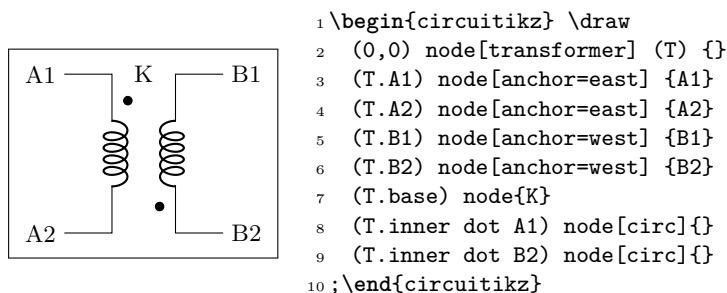 A1 K B1
A2 B2
1 \begin{circuitikz} \draw
2 (0,0) node[transformer] (T) {}
3 (T.A1) node[anchor=east] {A1}
4 (T.A2) node[anchor=east] {A2}
5 (T.B1) node[anchor=west] {B1}
6 (T.B2) node[anchor=west] {B2}
7 (T.base) node{K}
8 (T.inner dot A1) node[circ]{}
9 (T.inner dot B2) node[circ]{}
10 ;\end{circuitikz}